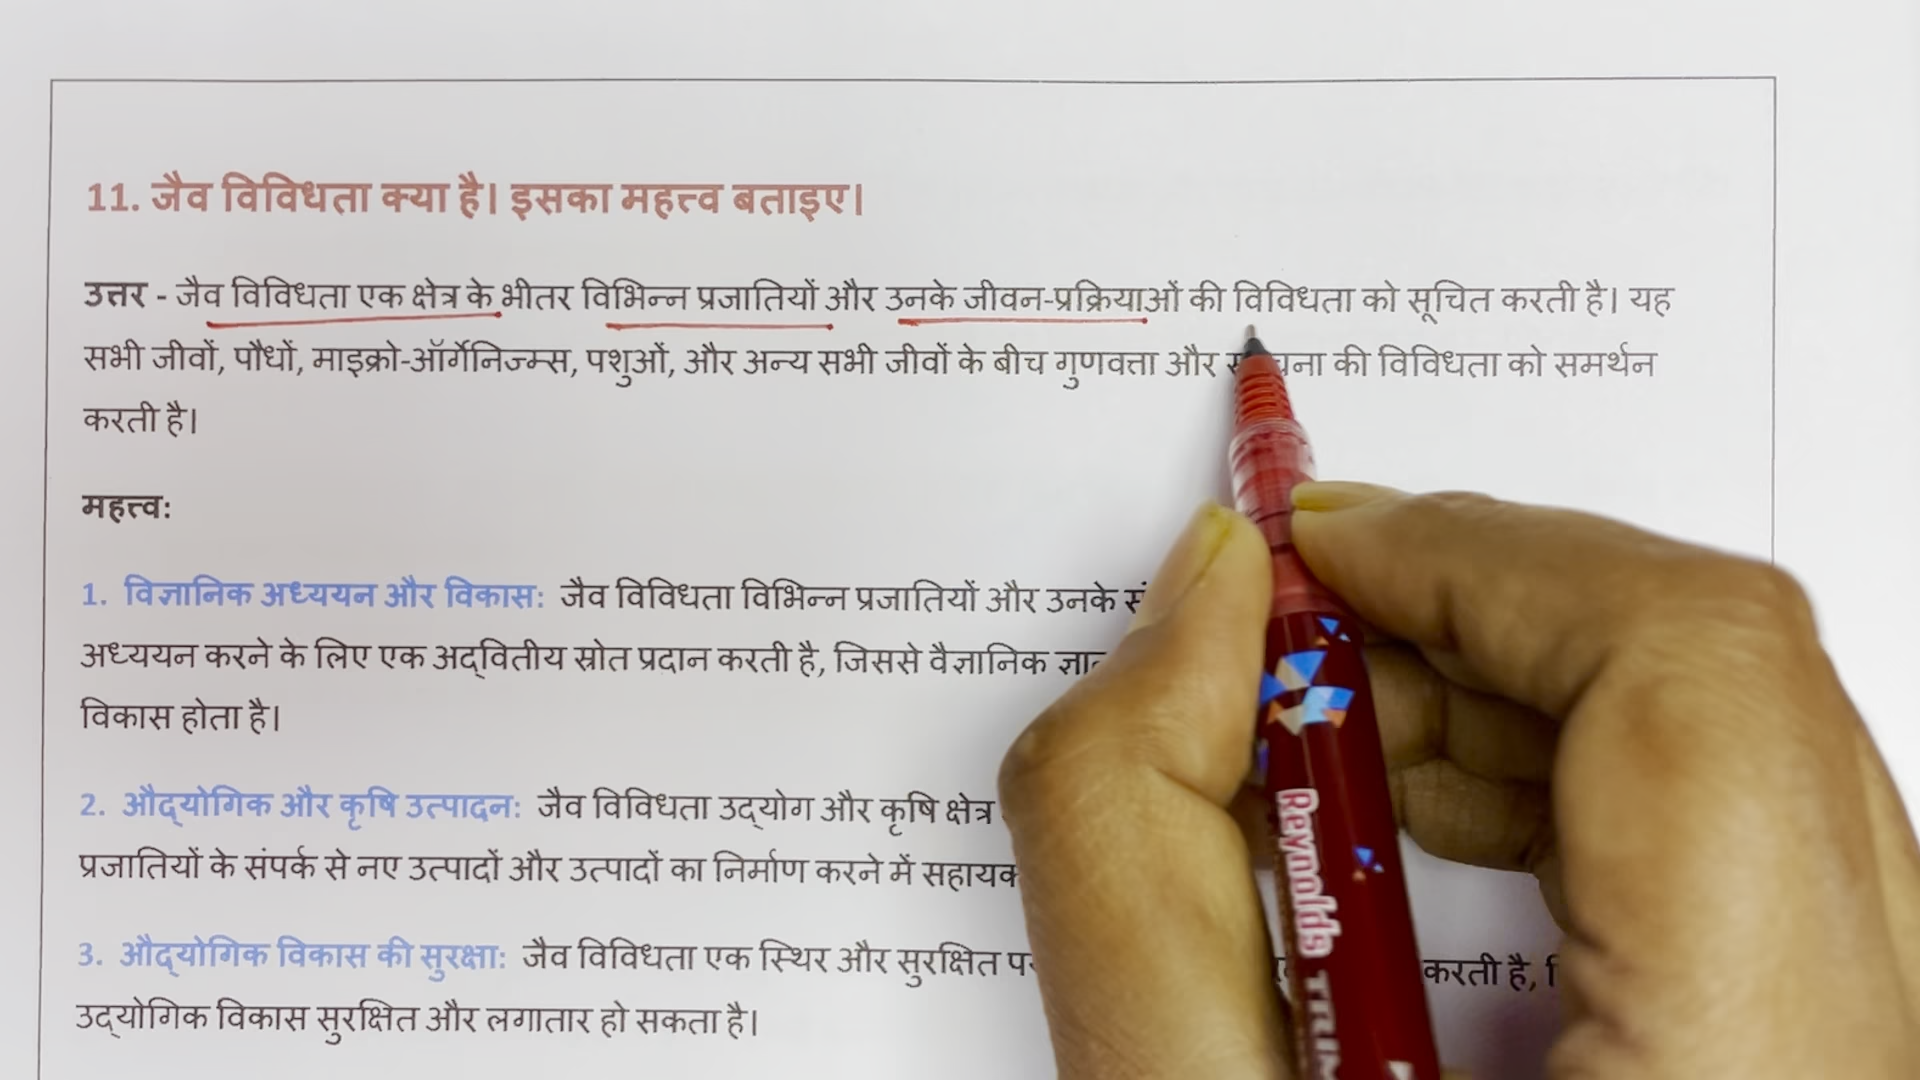 11. जैव विविधता क्या है। इसका महत्त्व बताइए।
उत्तर - जैव विविधता एक क्षेत्र के भीतर विभिन्न प्रजातियों और उनके जीवन-प्रक्रियाओं की विविधता को सूचित करती है। यह
सभी जीवों, पौधों, माइक्रो-ऑर्गेनिज्म्स, पशुओं, और अन्य सभी जीवों के बीच गुणवत्ता और की विविधता को समर्थन
करती है।
महत्त्व:
1. विज्ञानिक अध्ययन और विकास: जैव विविधता विभिन्न प्रजातियों और उनके
अध्ययन करने के लिए एक अद्वितीय स्रोत प्रदान करती है, जिससे वैज्ञानिक
विकास होता है।
2. औद्योगिक और कृषि उत्पादन: जैव विविधता उद्योग और कृषि क्षेत्र
प्रजातियों के संपर्क से नए उत्पादों और उत्पादों का निर्माण करने में
3. औद्योगिक विकास की सुरक्षा: जैव विविधता एक स्थिर और सुरक्षित करती है,
उद्योगिक विकास सुरक्षित और लगातार हो सकता है।
Reynolds